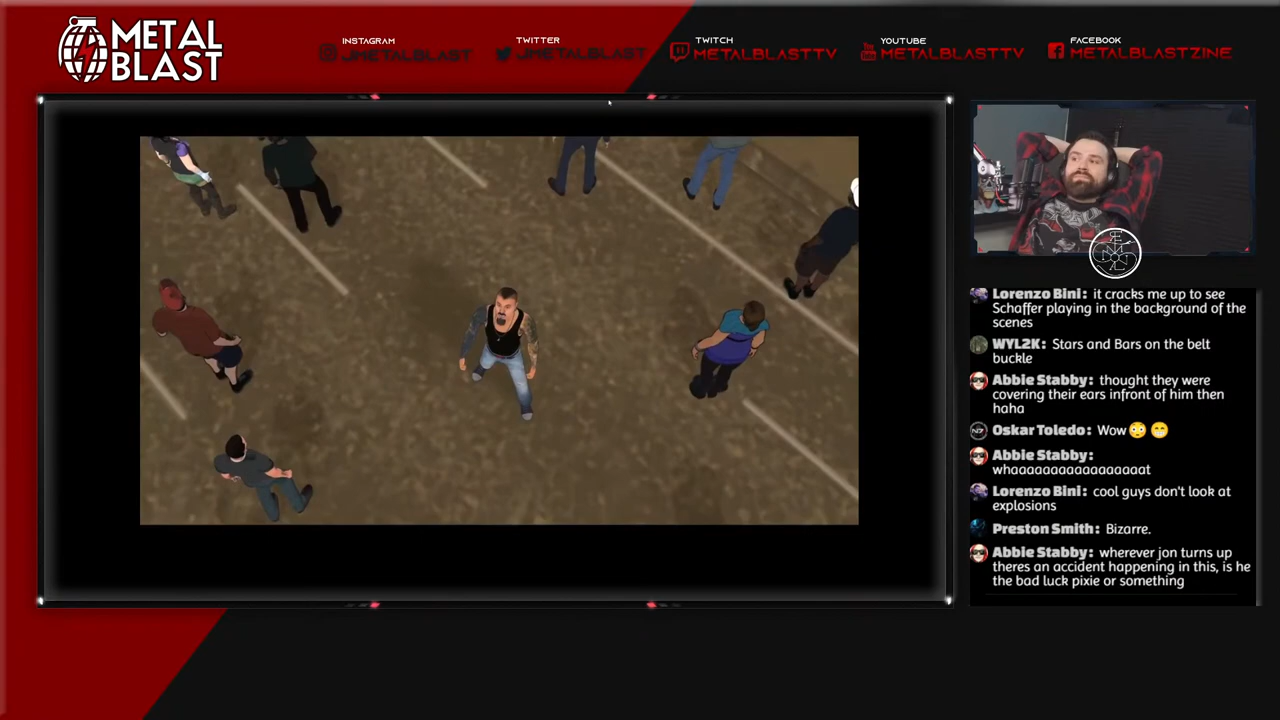 METAL
BLAST
INSTAGRAM
JMETALBLAST
TWITTER
JMETALBLAST
TWITCH
METALBLASTTV
YOUTUBE
METALBLASTTV
FACEBOOK
METALBLASTZINE
Lorenzo Bini: it cracks me up to see
Schaffer playing in the background of the
scenes
WYL2K: Stars and Bars on the belt
buckle
Abbie Stabby: thought they were
covering their ears infront of him then
haha
Oskar Toledo: Wow😳😁
Abbie Stabby:
whaaaaaaaaaaaaaaaat
Lorenzo Bini: cool guys don't look at
explosions
Preston Smith: Bizarre.
Abbie Stabby: wherever jon turns up
theres an accident happening in this, is he
the bad luck pixie or something